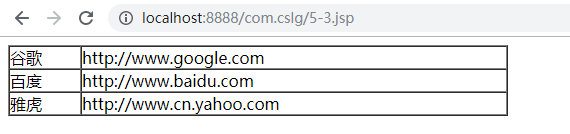 localhost:8888/com.cslg/5-3.jsp
谷歌 http://www.google.com
百度 http://www.baidu.com
雅虎 http://www.cn.yahoo.com